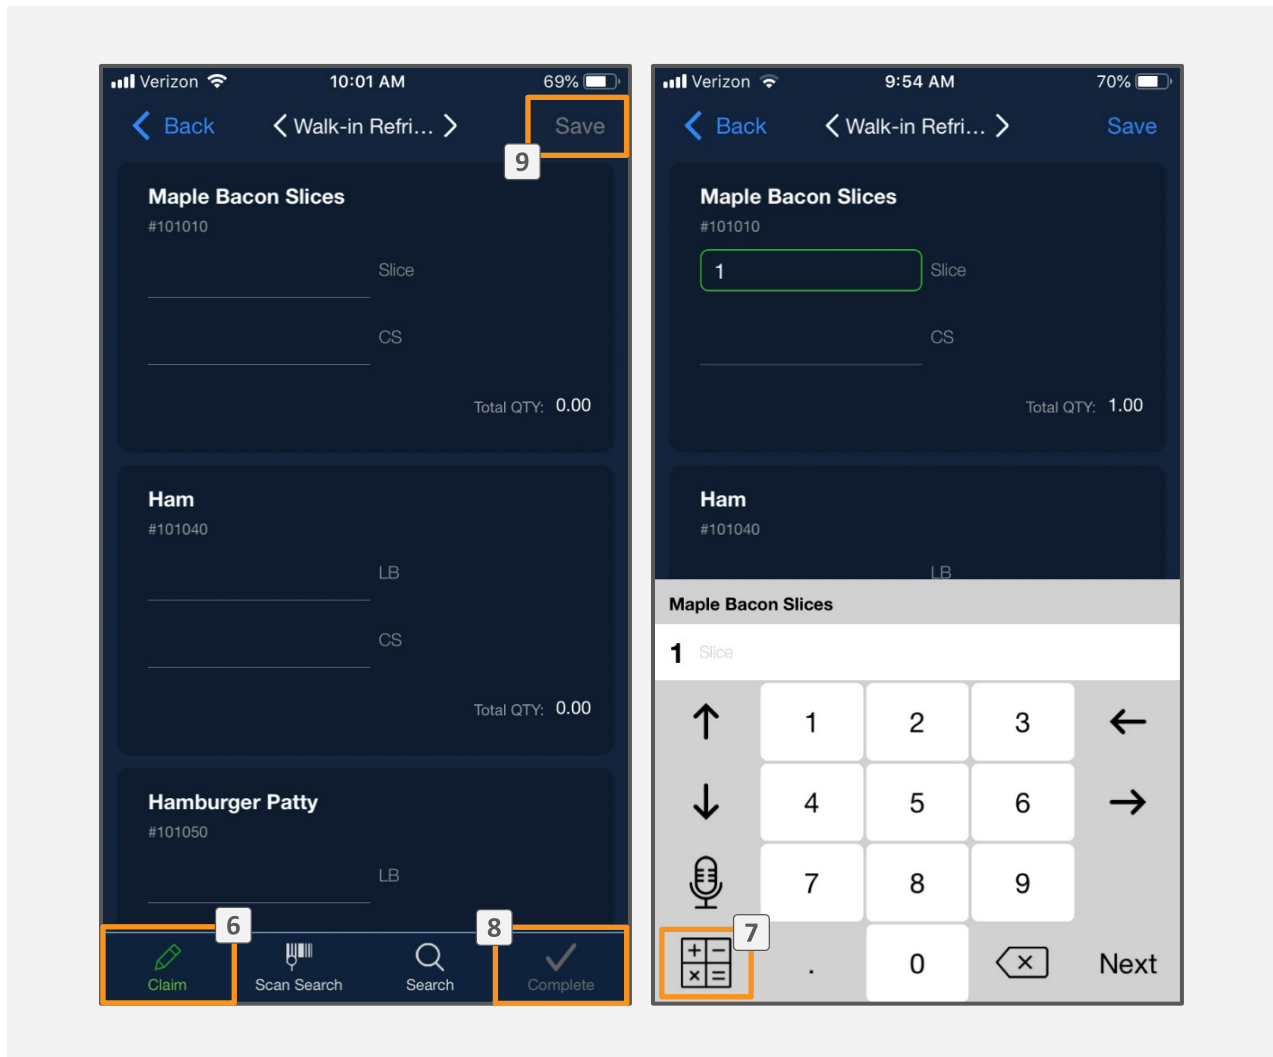 Verizon 10:01 AM 69%
Back Walk-in Refri... Save
9
Maple Bacon Slices
#101010
Slice
CS
Total QTY: 0.00
Ham
#101040
LB
CS
Total QTY: 0.00
Hamburger Patty
#101050
LB
6
8
Claim Scan Search Search Complete
Verizon 9:54 AM 70%
Back Walk-in Refri... Save
Maple Bacon Slices
#101010
1 Slice
CS
Total QTY: 1.00
Ham
#101040
LB
Maple Bacon Slices
1 Slice
1 2 3
4 5 6
7 8 9
7
. 0 Next